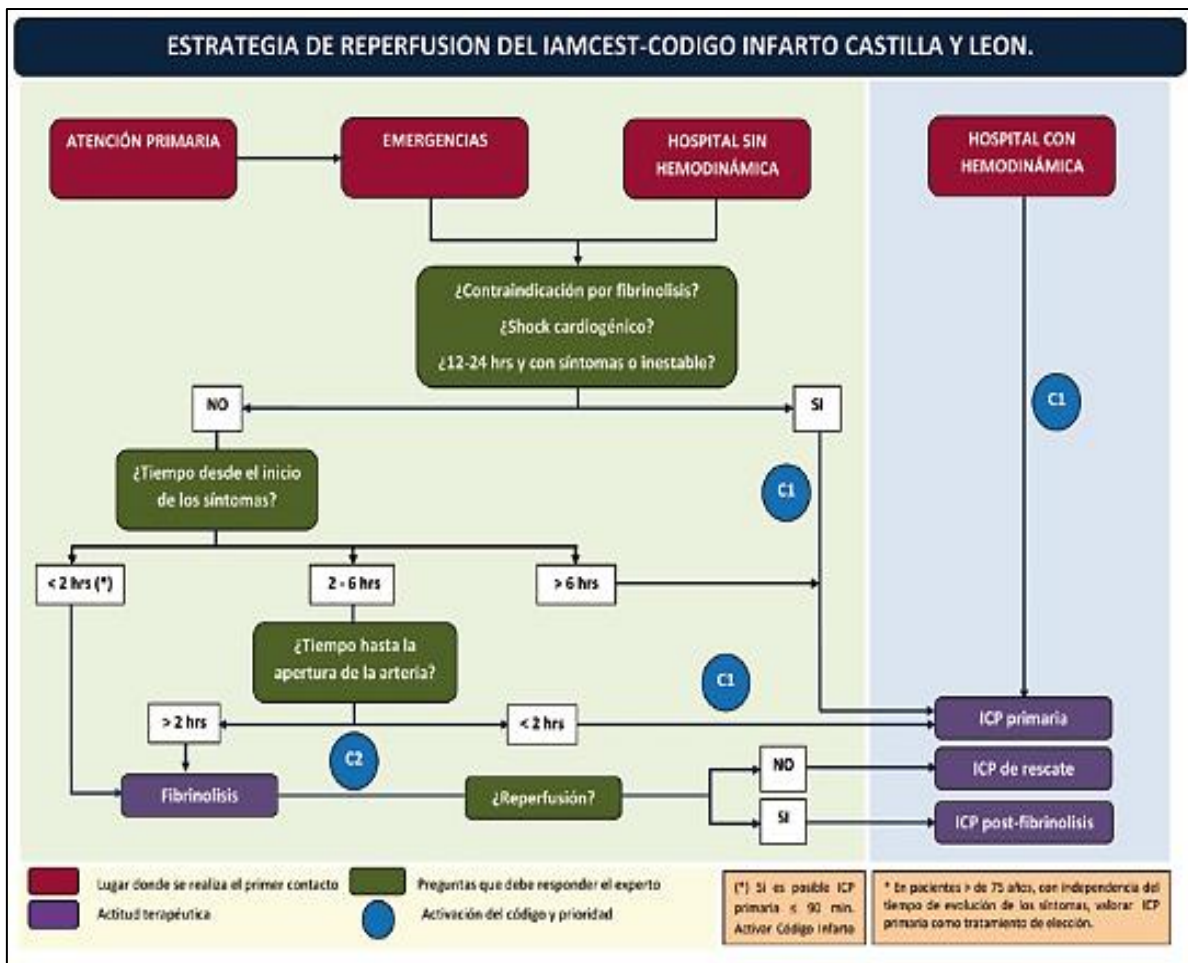 ESTRATEGIA DE REPERFUSION DEL IAMCEST-CODIGO INFARTO CASTILLA Y LEON.
ATENCIÓN PRIMARIA
EMERGENCIAS
HOSPITAL SIN
HEMODINÁMICA
HOSPITAL CON
HEMODINÁMICA
¿Contraindicación por fibrinolisis?
¿Shock cardiogénico?
¿12-24 hrs y con síntomas o inestable?
NO
SI
C1
C1
¿Tiempo desde el inicio
de los síntomas?
< 2 hrs (*)
2 - 6 hrs
> 6 hrs
¿Tiempo hasta la
apertura de la arteria?
C1
> 2 hrs
< 2 hrs
ICP primaria
C2
Fibrinolisis
¿Reperfusión?
NO
ICP de rescate
SI
ICP post-fibrinolisis
Lugar donde se realiza el primer contacto
Preguntas que debe responder el experto
Actitud terapéutica
Activación del código y prioridad
(*) Si es posible ICP
primaria ≤ 90 min.
Activar Código Infarto
* En pacientes > de 75 años, con independencia del
tiempo de evolución de los síntomas, valorar ICP
primaria como tratamiento de elección.